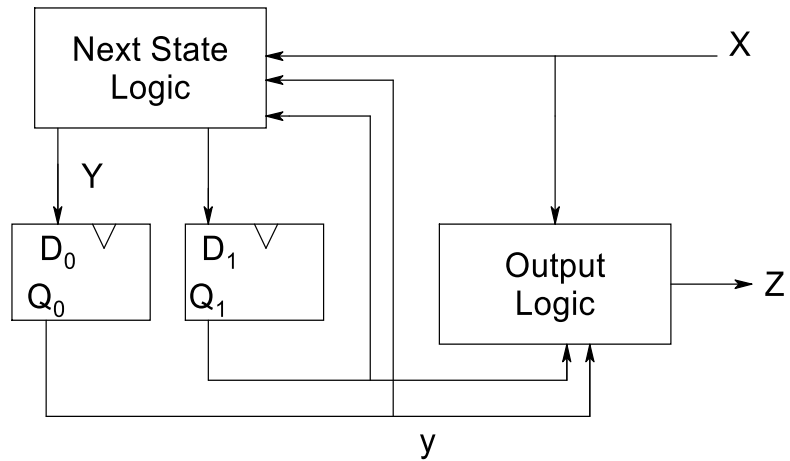 Next State
Logic
X
Y
D0
D1
Q0
Q1
Output
Logic
Z
y